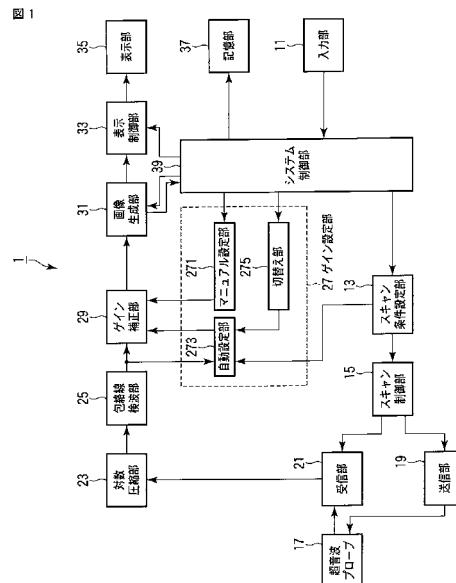 図 1
1
35
表示部
33
表示
制御部
31
画像
生成部
29
ゲイン
補正部
25
包絡線
検波部
23
対数
圧縮部
37
記憶部
11
入力部
39
システム
制御部
271
マニュアル設定部
275
切替え部
273
自動設定部
27 ゲイン設定部
13
スキャン
条件設定部
15
スキャン
制御部
21
受信部
19
送信部
17
超音波
プローブ